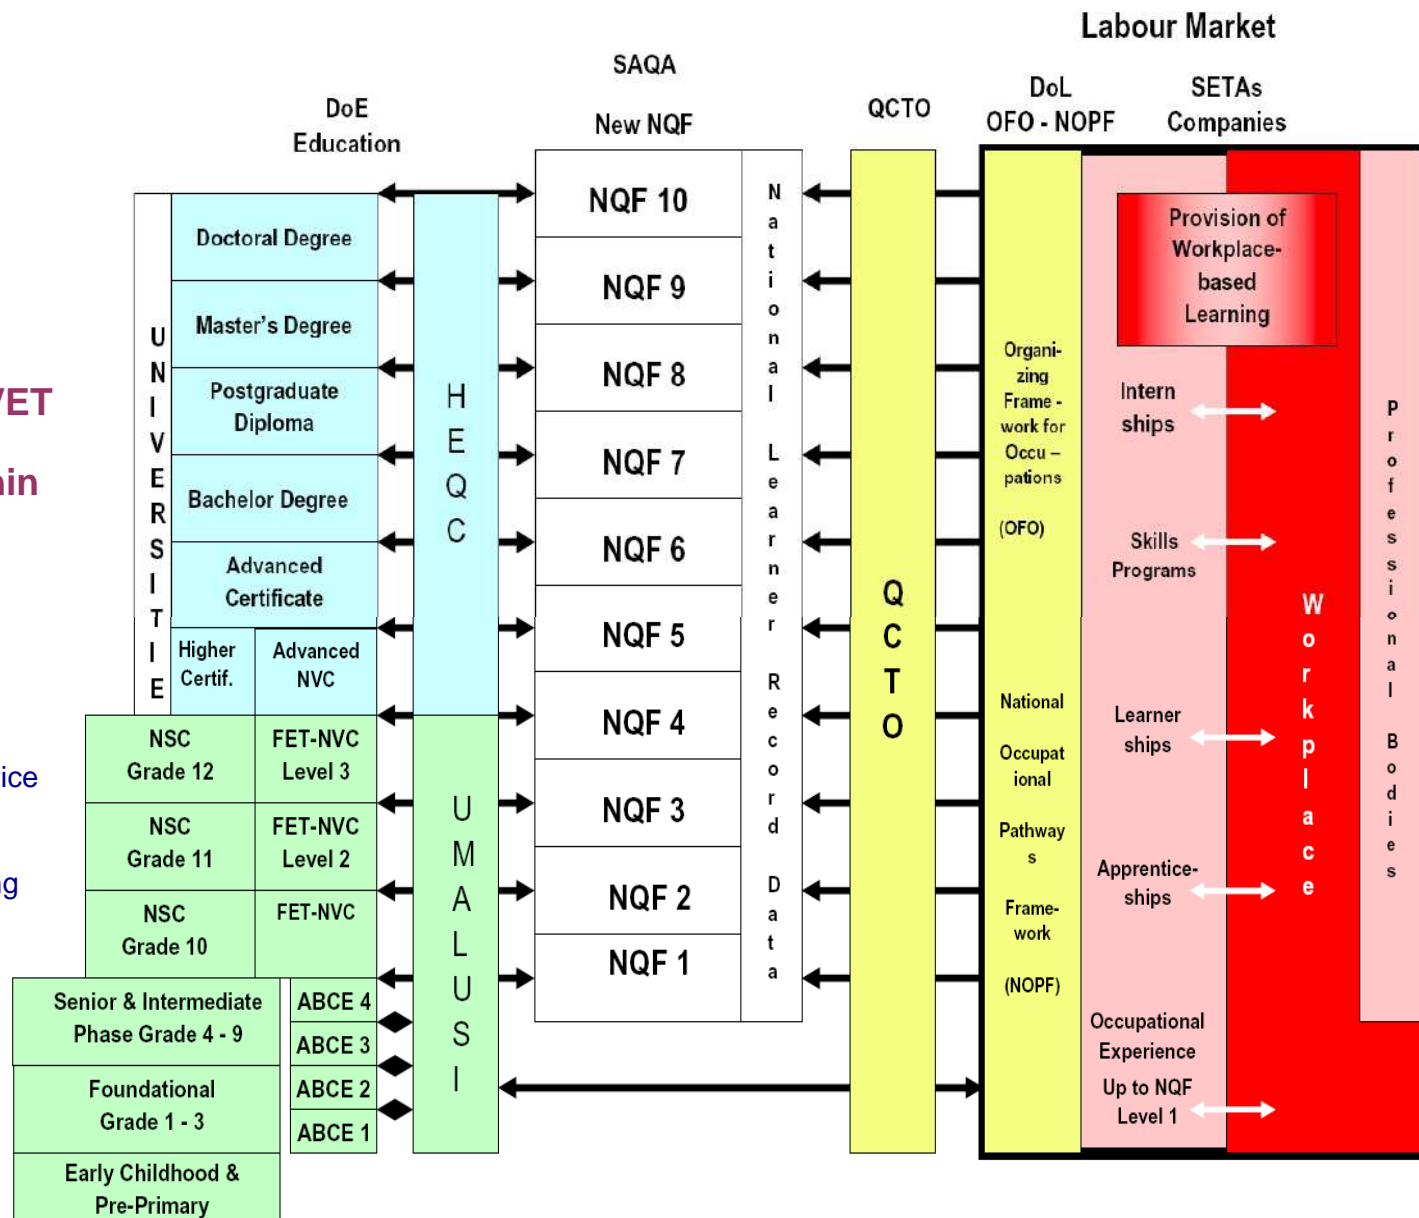 Labour Market
SAQA
New NQF
DoE
Education
QCTO
DoL
OFO - NOPF
SETAs
Companies
UNIVERSITIE
Doctoral Degree
Master's Degree
Postgraduate
Diploma
Bachelor Degree
Advanced
Certificate
Higher
Certif.
Advanced
NVC
NSC
Grade 12
FET-NVC
Level 3
NSC
Grade 11
FET-NVC
Level 2
NSC
Grade 10
FET-NVC
Senior & Intermediate
Phase Grade 4 - 9
Foundational
Grade 1 - 3
Early Childhood &
Pre-Primary
ABCE 4
ABCE 3
ABCE 2
ABCE 1
HEQC
UMALUSI
NQF 10
NQF 9
NQF 8
NQF 7
NQF 6
NQF 5
NQF 4
NQF 3
NQF 2
NQF 1
National Learner Record Data
QCTO
Organi-
zing
Frame -
work for
Occu –
pations
(OFO)
National
Occupat
ional
Pathway
s
Frame-
work
(NOPF)
Provision of
Workplace-
based
Learning
Intern
ships
Skills
Programs
Learner
ships
Apprentice-
ships
Occupational
Experience
Up to NQF
Level 1
Workplace
Professional Bodies
VET
nin
ice
ng